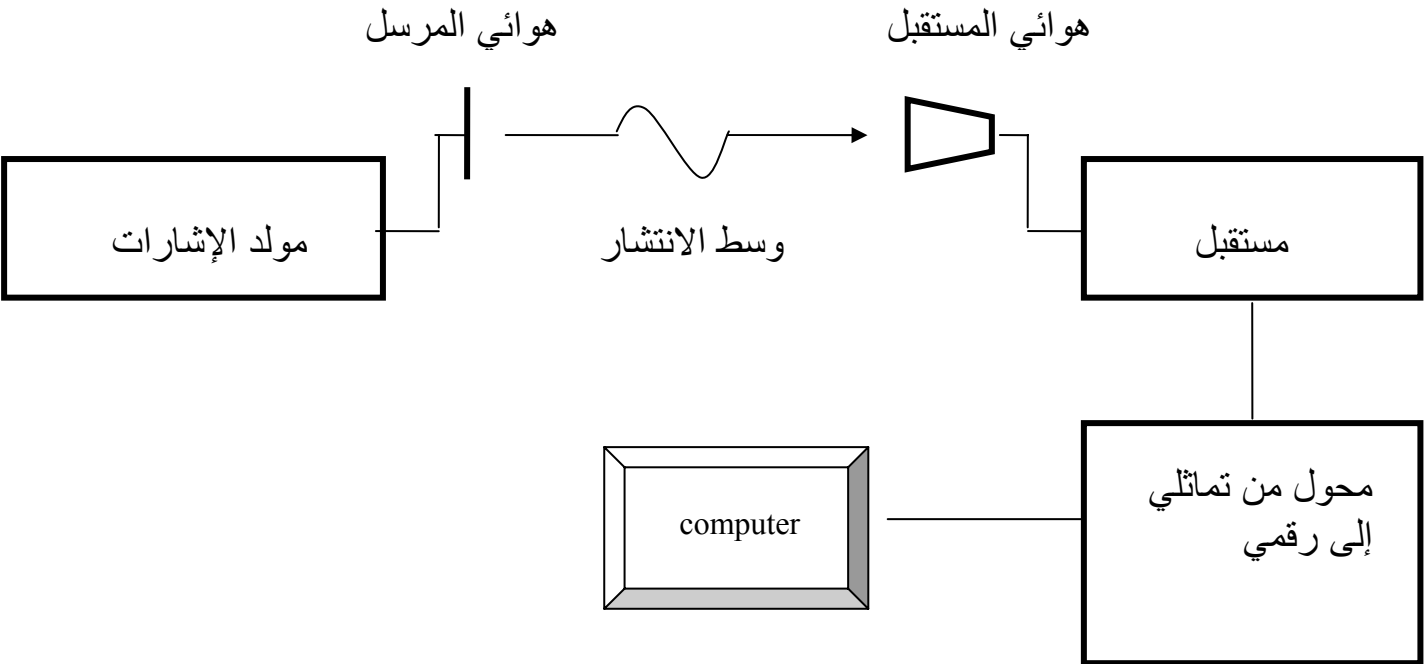 هوائي المرسل
هوائي المستقبل
مولد الإشارات
وسط الانتشار
مستقبل
محول من تماثلي
إلى رقمي
computer